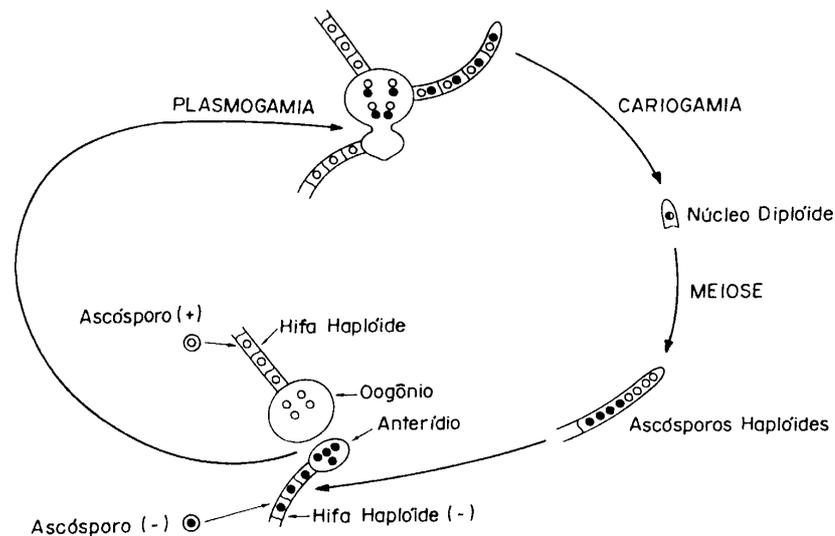 PLASMOGAMIA
CARIOGAMIA
Núcleo Diplóide
MEIOSE
Ascósporo (+)
Hifa Haplóide
Oogônio
Anterídio
Ascósporos Haplóides
Ascósporo (-)
Hifa Haplóide (-)